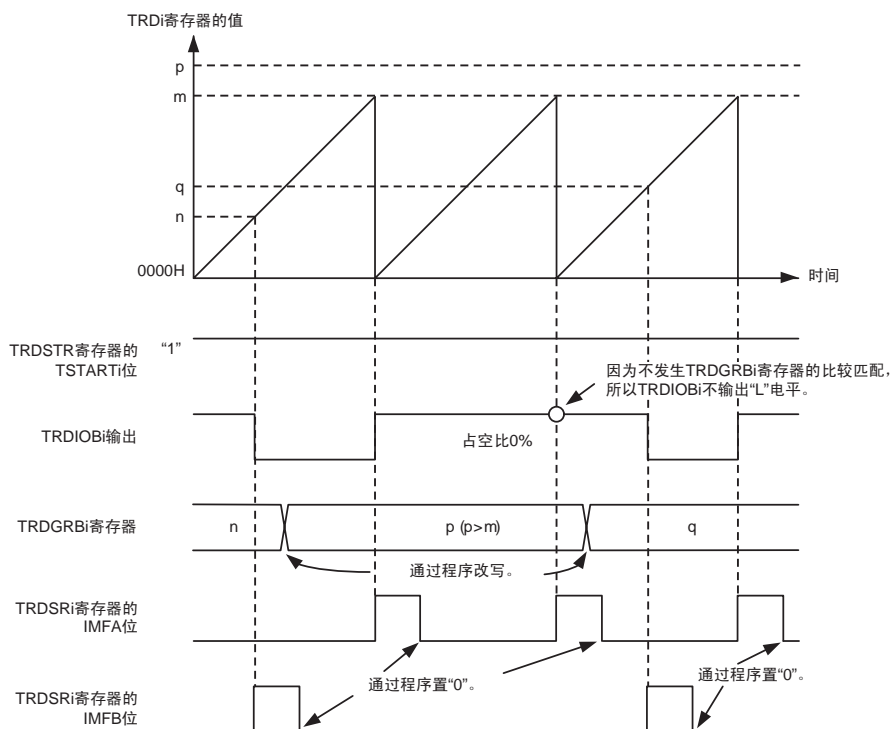 TRDi寄存器的值
p
m
q
n
0000H
时间
TRDSTR寄存器的
TSTARTi位
“1”
因为不发生TRDGRBi寄存器的比较匹配，
所以TRDIOBi不输出“L”电平。
TRDIOBi输出
占空比0%
TRDGRBi寄存器
n
p (p>m)
q
通过程序改写。
TRDSRi寄存器的
IMFA位
通过程序置“0”。
通过程序置“0”。
TRDSRi寄存器的
IMFB位